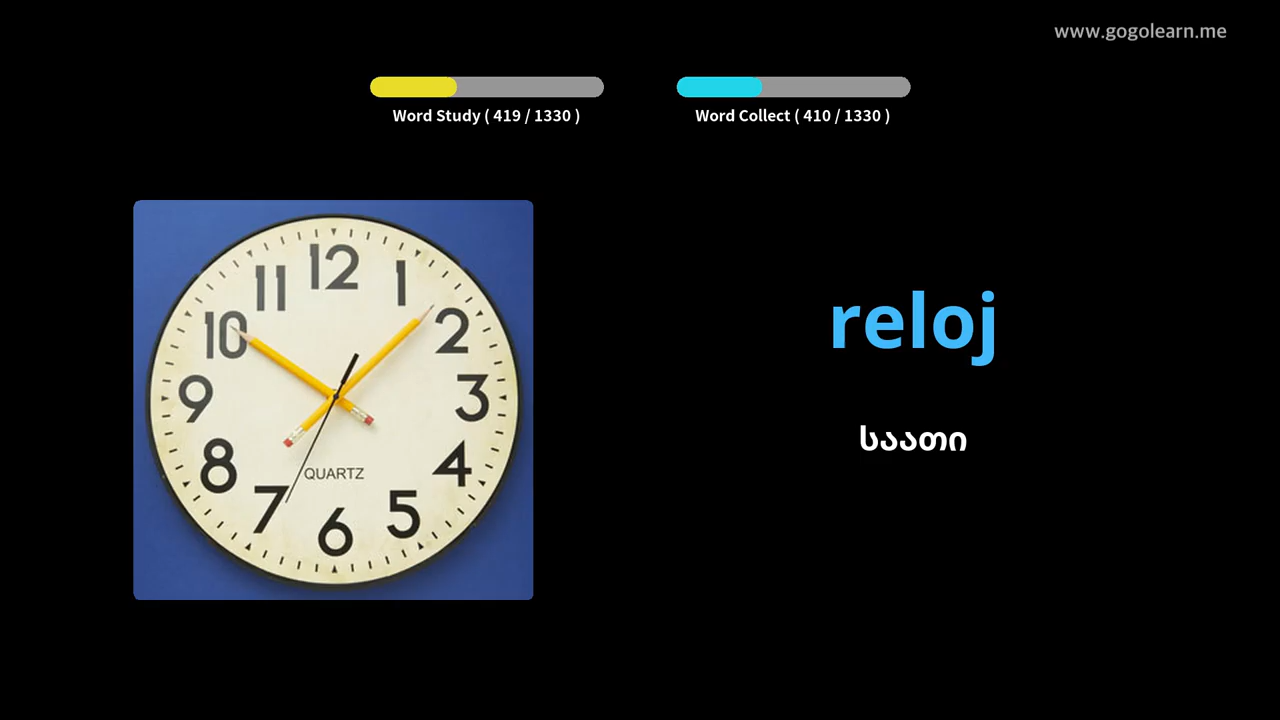 www.gogolearn.me
Word Study ( 419 / 1330 )
Word Collect ( 410 / 1330 )
12
11
1
10
2
9
3
8
4
QUARTZ
7
5
6
reloj
საათი